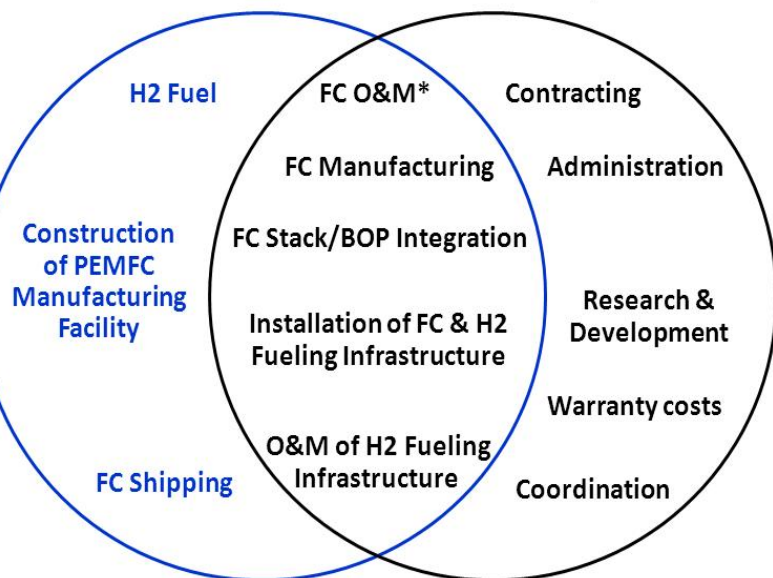 H2 Fuel
Construction
of PEMFC
Manufacturing
Facility
FC Shipping
FC O&M*
FC Manufacturing
FC Stack/BOP Integration
Installation of FC & H2
Fueling Infrastructure
O&M of H2 Fueling
Infrastructure
Contracting
Administration
Research &
Development
Warranty costs
Coordination